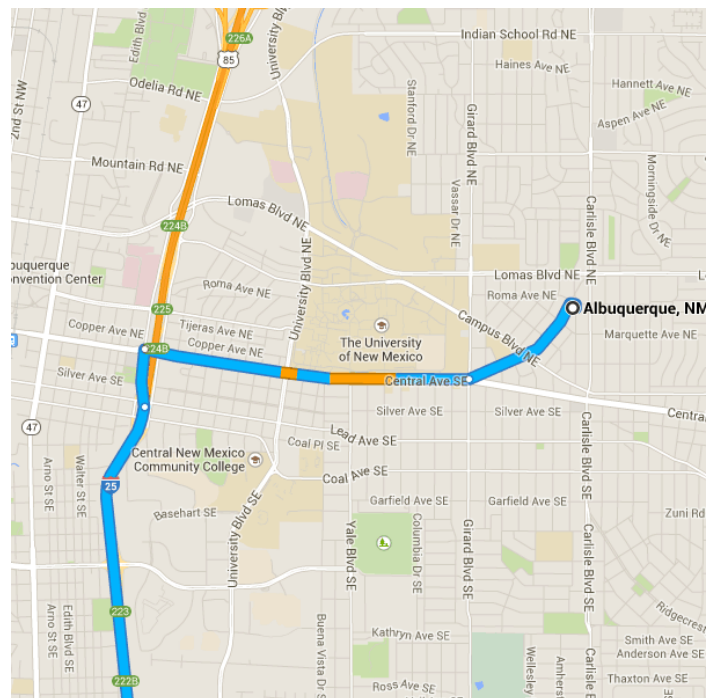 226A
85
Edith Blvd
University Blvd
Indian School Rd NE
Haines Ave NE
Odelia Rd NE
47
2nd St NW
Stanford Dr NE
Girard Blvd NE
Hannett Ave NE
Aspen Ave NE
Mountain Rd NE
Vassar Dr NE
Carlisle Blvd NE
Morningside Dr NE
Lomas Blvd NE
224B
University Blvd NE
buquerque
onvention Center
Roma Ave NE
Lomas Blvd NE
Lo
Roma Ave NE
225
Albuquerque, NM
Copper Ave NE
Tijeras Ave NE
Campus Blvd NE
The University
of New Mexico
Marquette Ave NE
224B
Copper Ave NE
Silver Ave SE
Central Ave SE
Silver Ave SE
Silver Ave SE
Central
47
Lead Ave SE
Coal Pl SE
Central New Mexico
Community College
Coal Ave SE
Carlisle Blvd SE
Arno St SE
Walter St SE
25
Basehart SE
University Blvd SE
Yale Blvd SE
Garfield Ave SE
Garfield Ave SE
Columbia Dr SE
Girard Blvd SE
Zuni Rd
Carlisle Blvd SE
223
Edith Blvd SE
Arno St SE
222B
Buena Vista Dr SE
Kathryn Ave SE
Ross Ave SE
Wellesley
Amherst
Ridgecrest
Smith Ave SE
Anderson Ave SE
Thaxton Ave SE